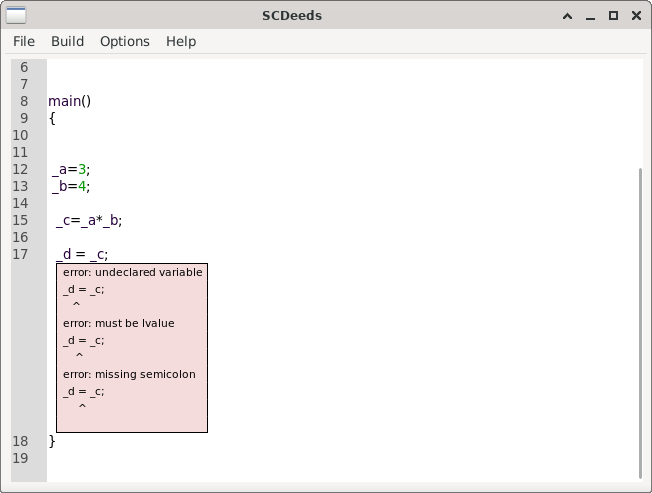 SCDeeds
File Build Options Help
6
7
8 main()
9 {
10
11
12 _a=3;
13 _b=4;
14
15 _c=_a*_b;
16
17 _d = _c;
error: undeclared variable
_d = _c;
^
error: must be lvalue
_d = _c;
^
error: missing semicolon
_d = _c;
^
18 }
19